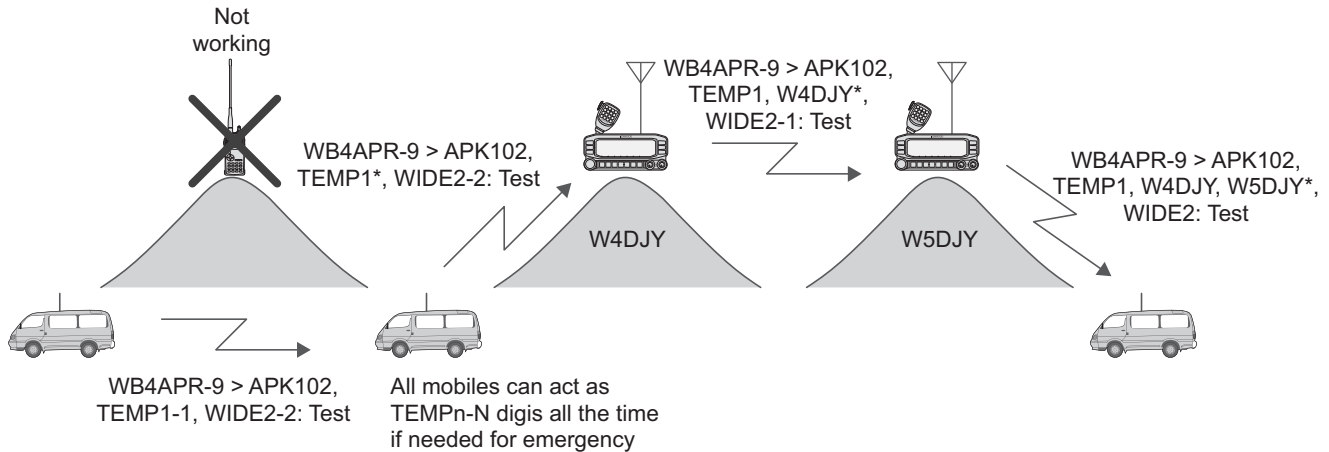 Not
working
WB4APR-9 > APK102,
TEMP1*, WIDE2-2: Test
WB4APR-9 > APK102,
TEMP1, W4DJY*,
WIDE2-1: Test
WB4APR-9 > APK102,
TEMP1, W4DJY, W5DJY*,
WIDE2: Test
W4DJY
W5DJY
WB4APR-9 > APK102,
TEMP1-1, WIDE2-2: Test
All mobiles can act as
TEMPn-N digis all the time
if needed for emergency